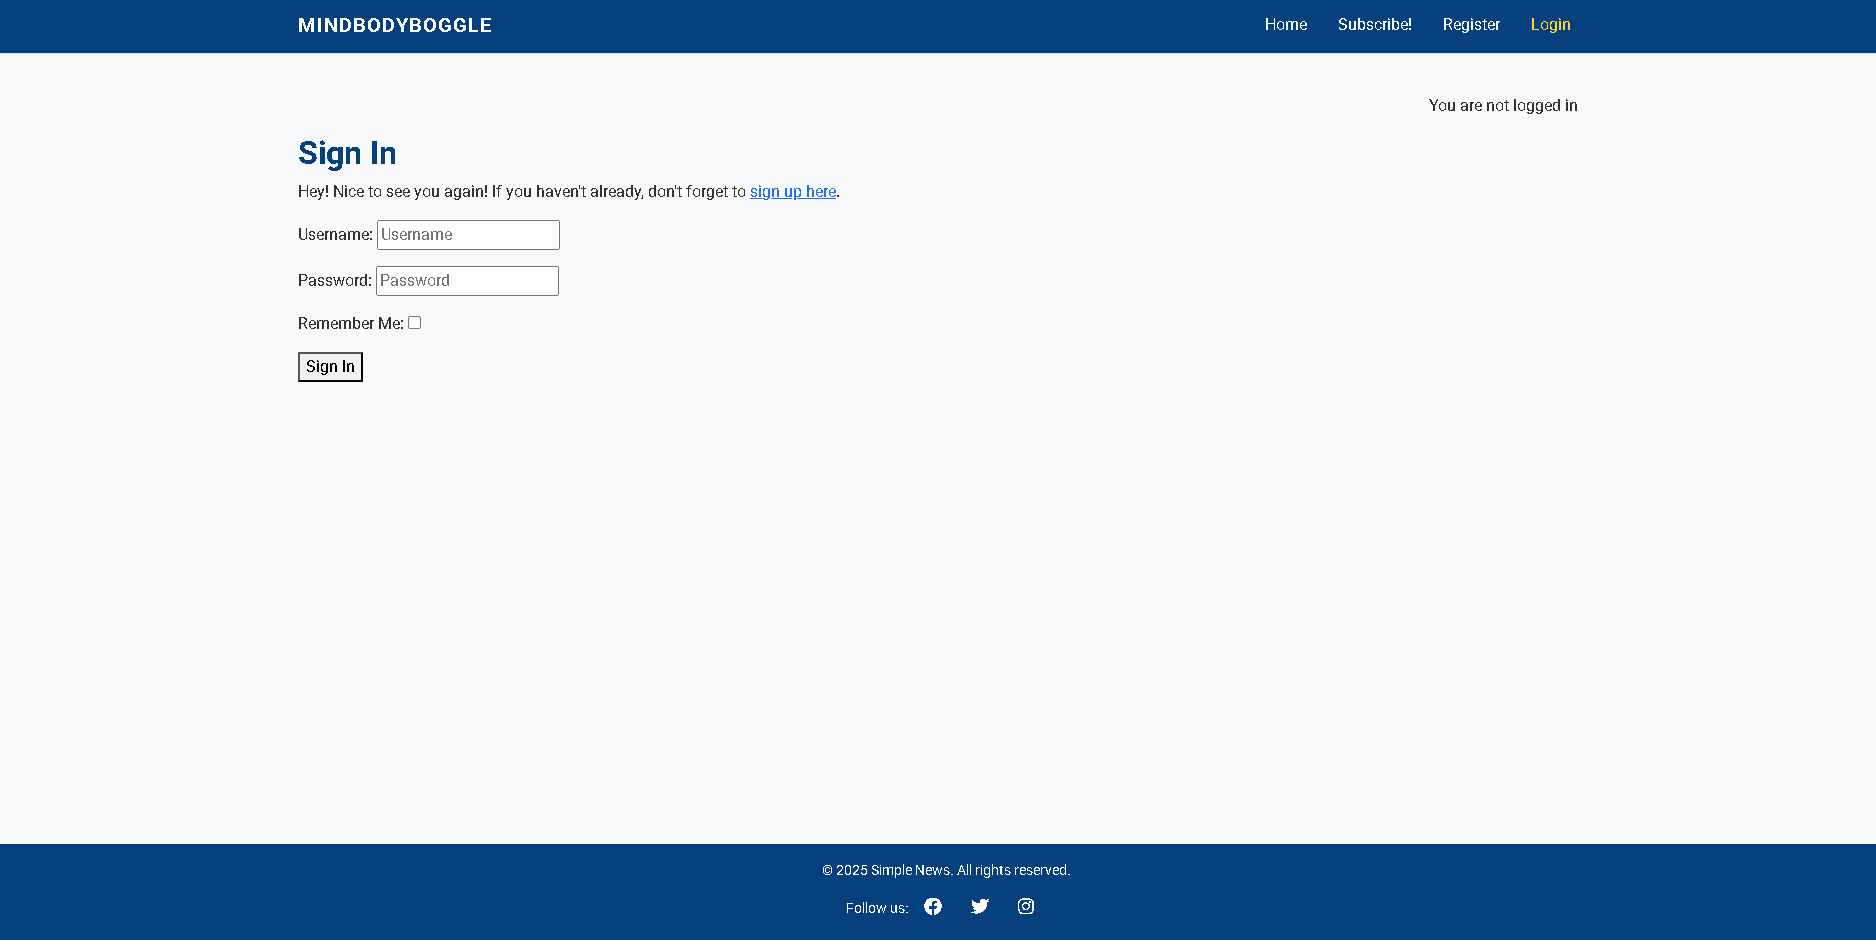 MINDBODYBOGGLE Home Subscribe! Register Login
You are not logged in
Sign In
Hey! Nice to see you again! If you haven't already, don't forget to sign up here.
Username: Username
Password: Password
Remember Me:
Sign In
© 2025 Simple News. All rights reserved.
Follow us: